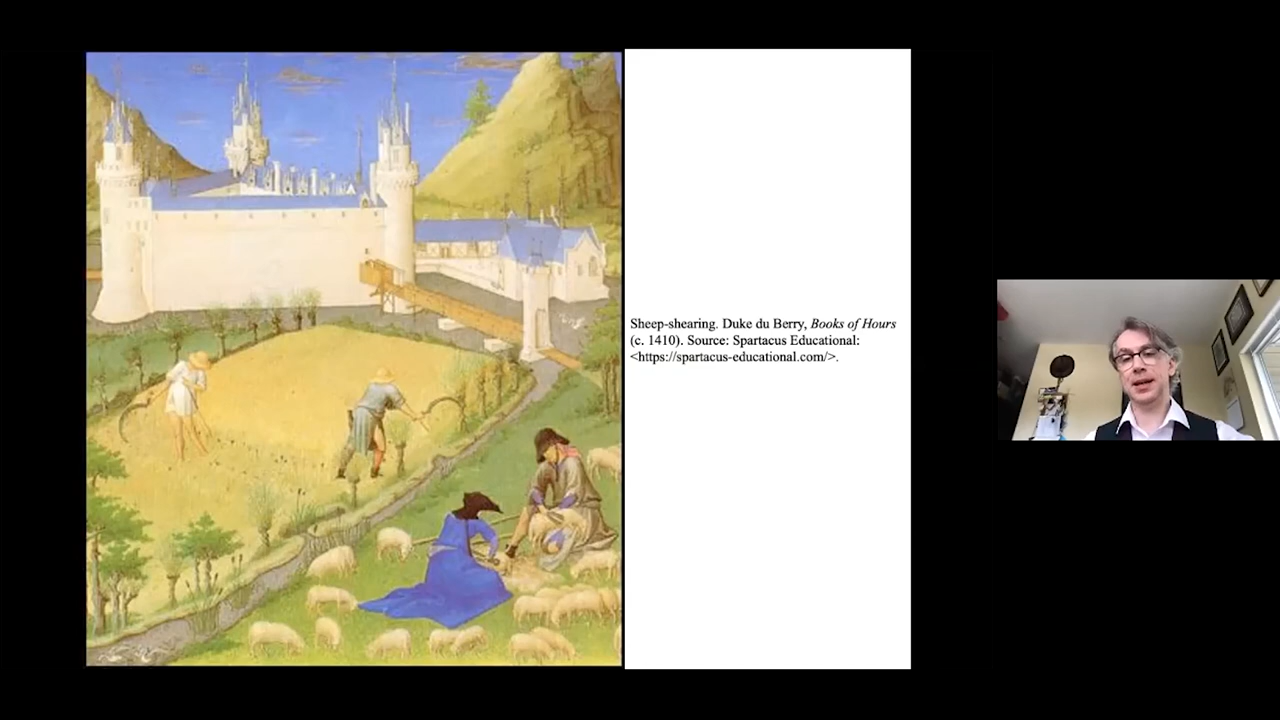 Sheep-shearing. Duke du Berry, Books of Hours
(c. 1410). Source: Spartacus Educational:
<https://spartacus-educational.com/>.